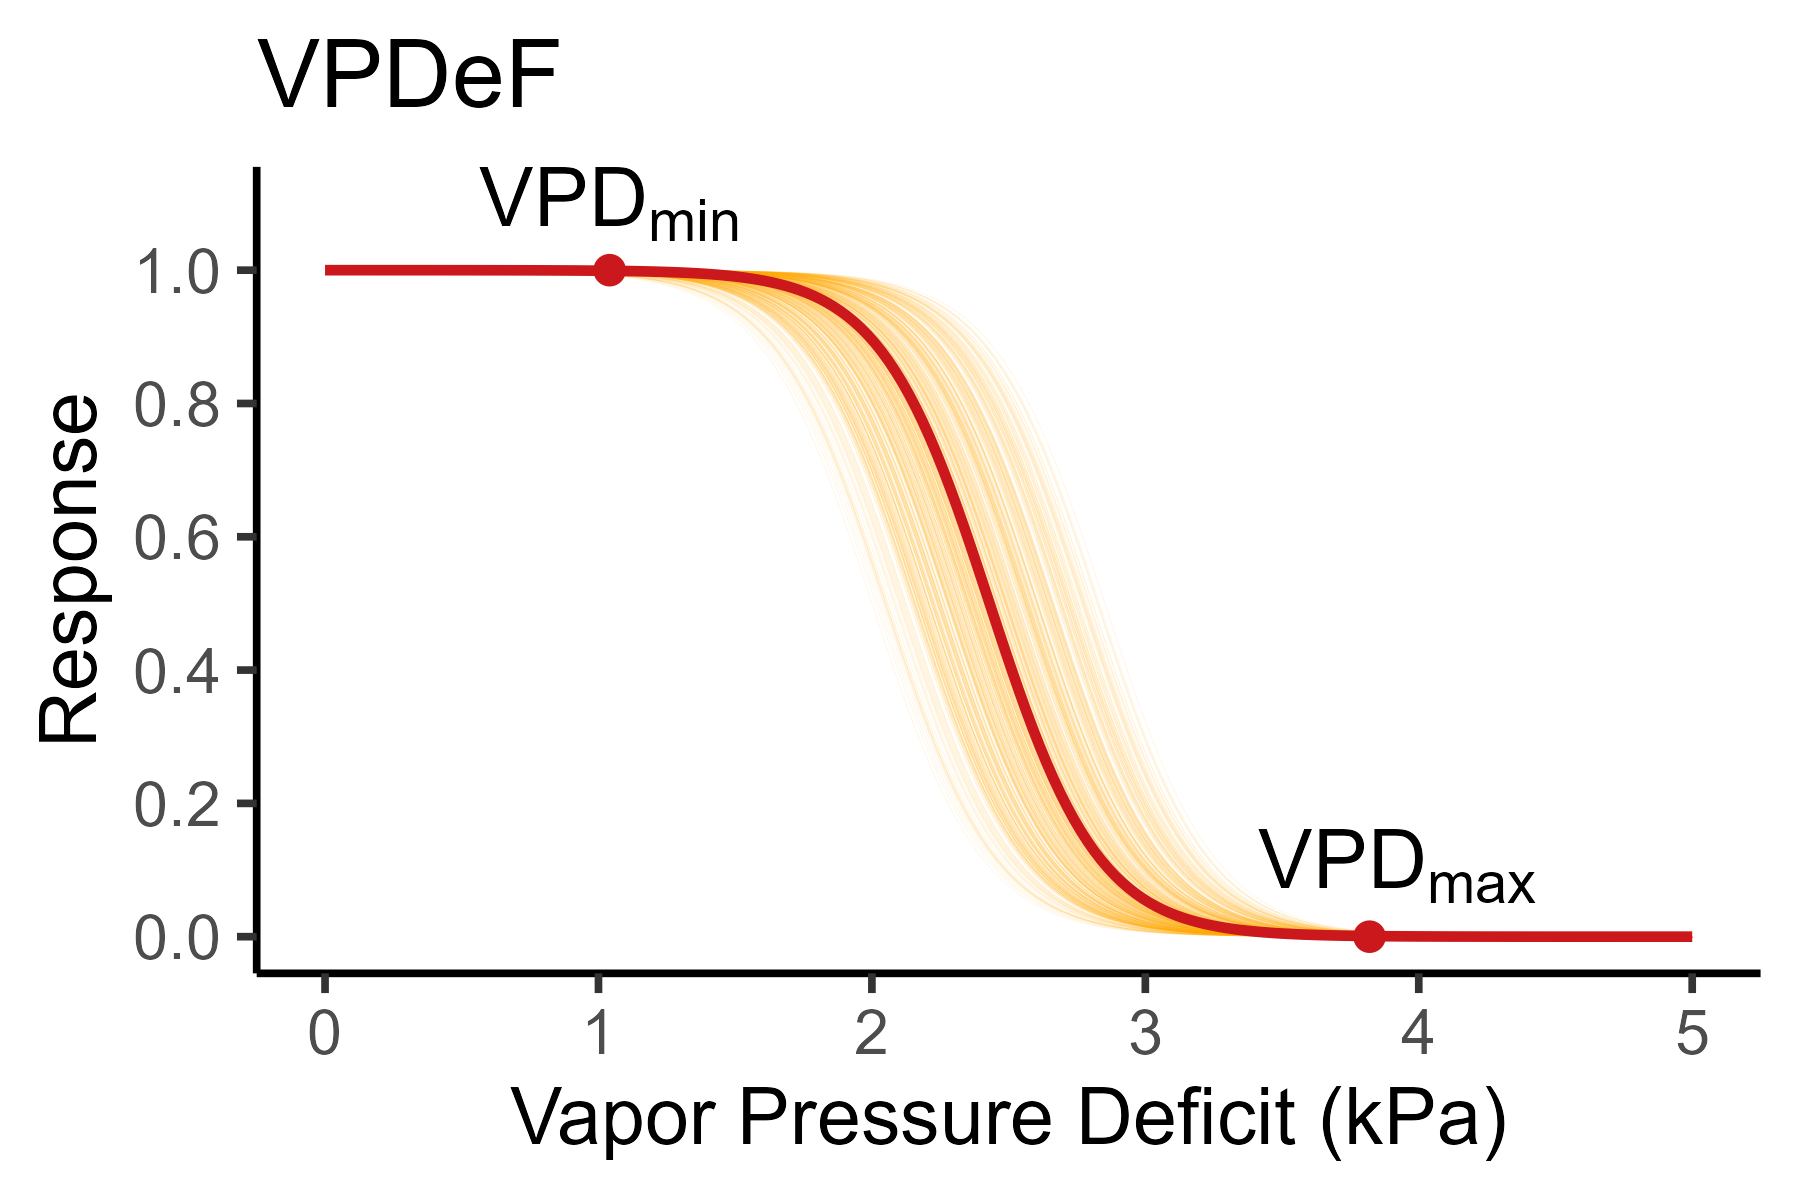 VPDeF
VPDmin
1.0
0.8
0.6
0.4
0.2
0.0
Response
VPDmax
0 1 2 3 4 5
Vapor Pressure Deficit (kPa)